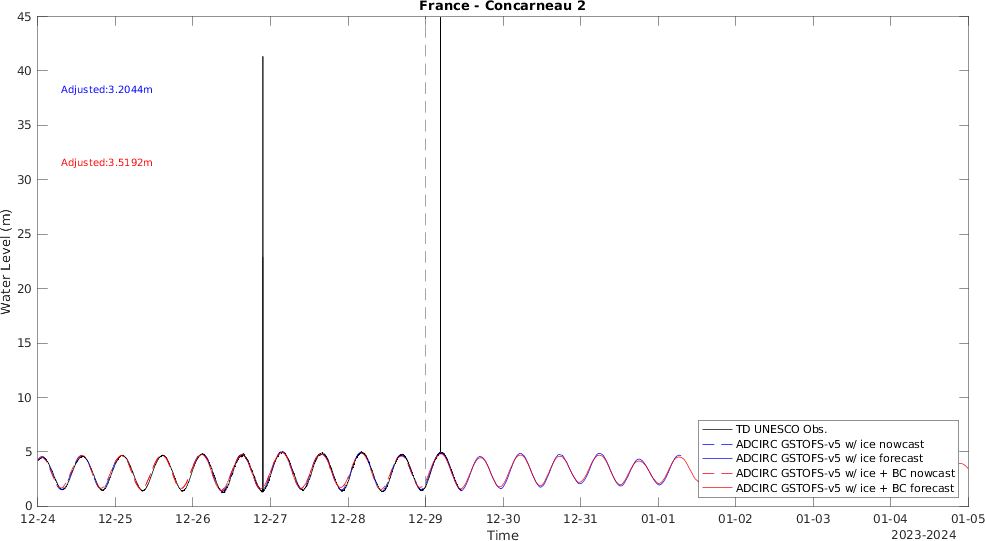 France - Concarneau 2
45
40
35
30
25
20
15
10
5
0
Water Level (m)
Adjusted:3.2044m
Adjusted:3.5192m
TD UNESCO Obs.
ADCIRC GSTOFS-v5 w/ ice nowcast
ADCIRC GSTOFS-v5 w/ ice forecast
ADCIRC GSTOFS-v5 w/ ice + BC nowcast
ADCIRC GSTOFS-v5 w/ ice + BC forecast
12-24 12-25 12-26 12-27 12-28 12-29 12-30 12-31 01-01 01-02 01-03 01-04 01-05
Time
2023-2024